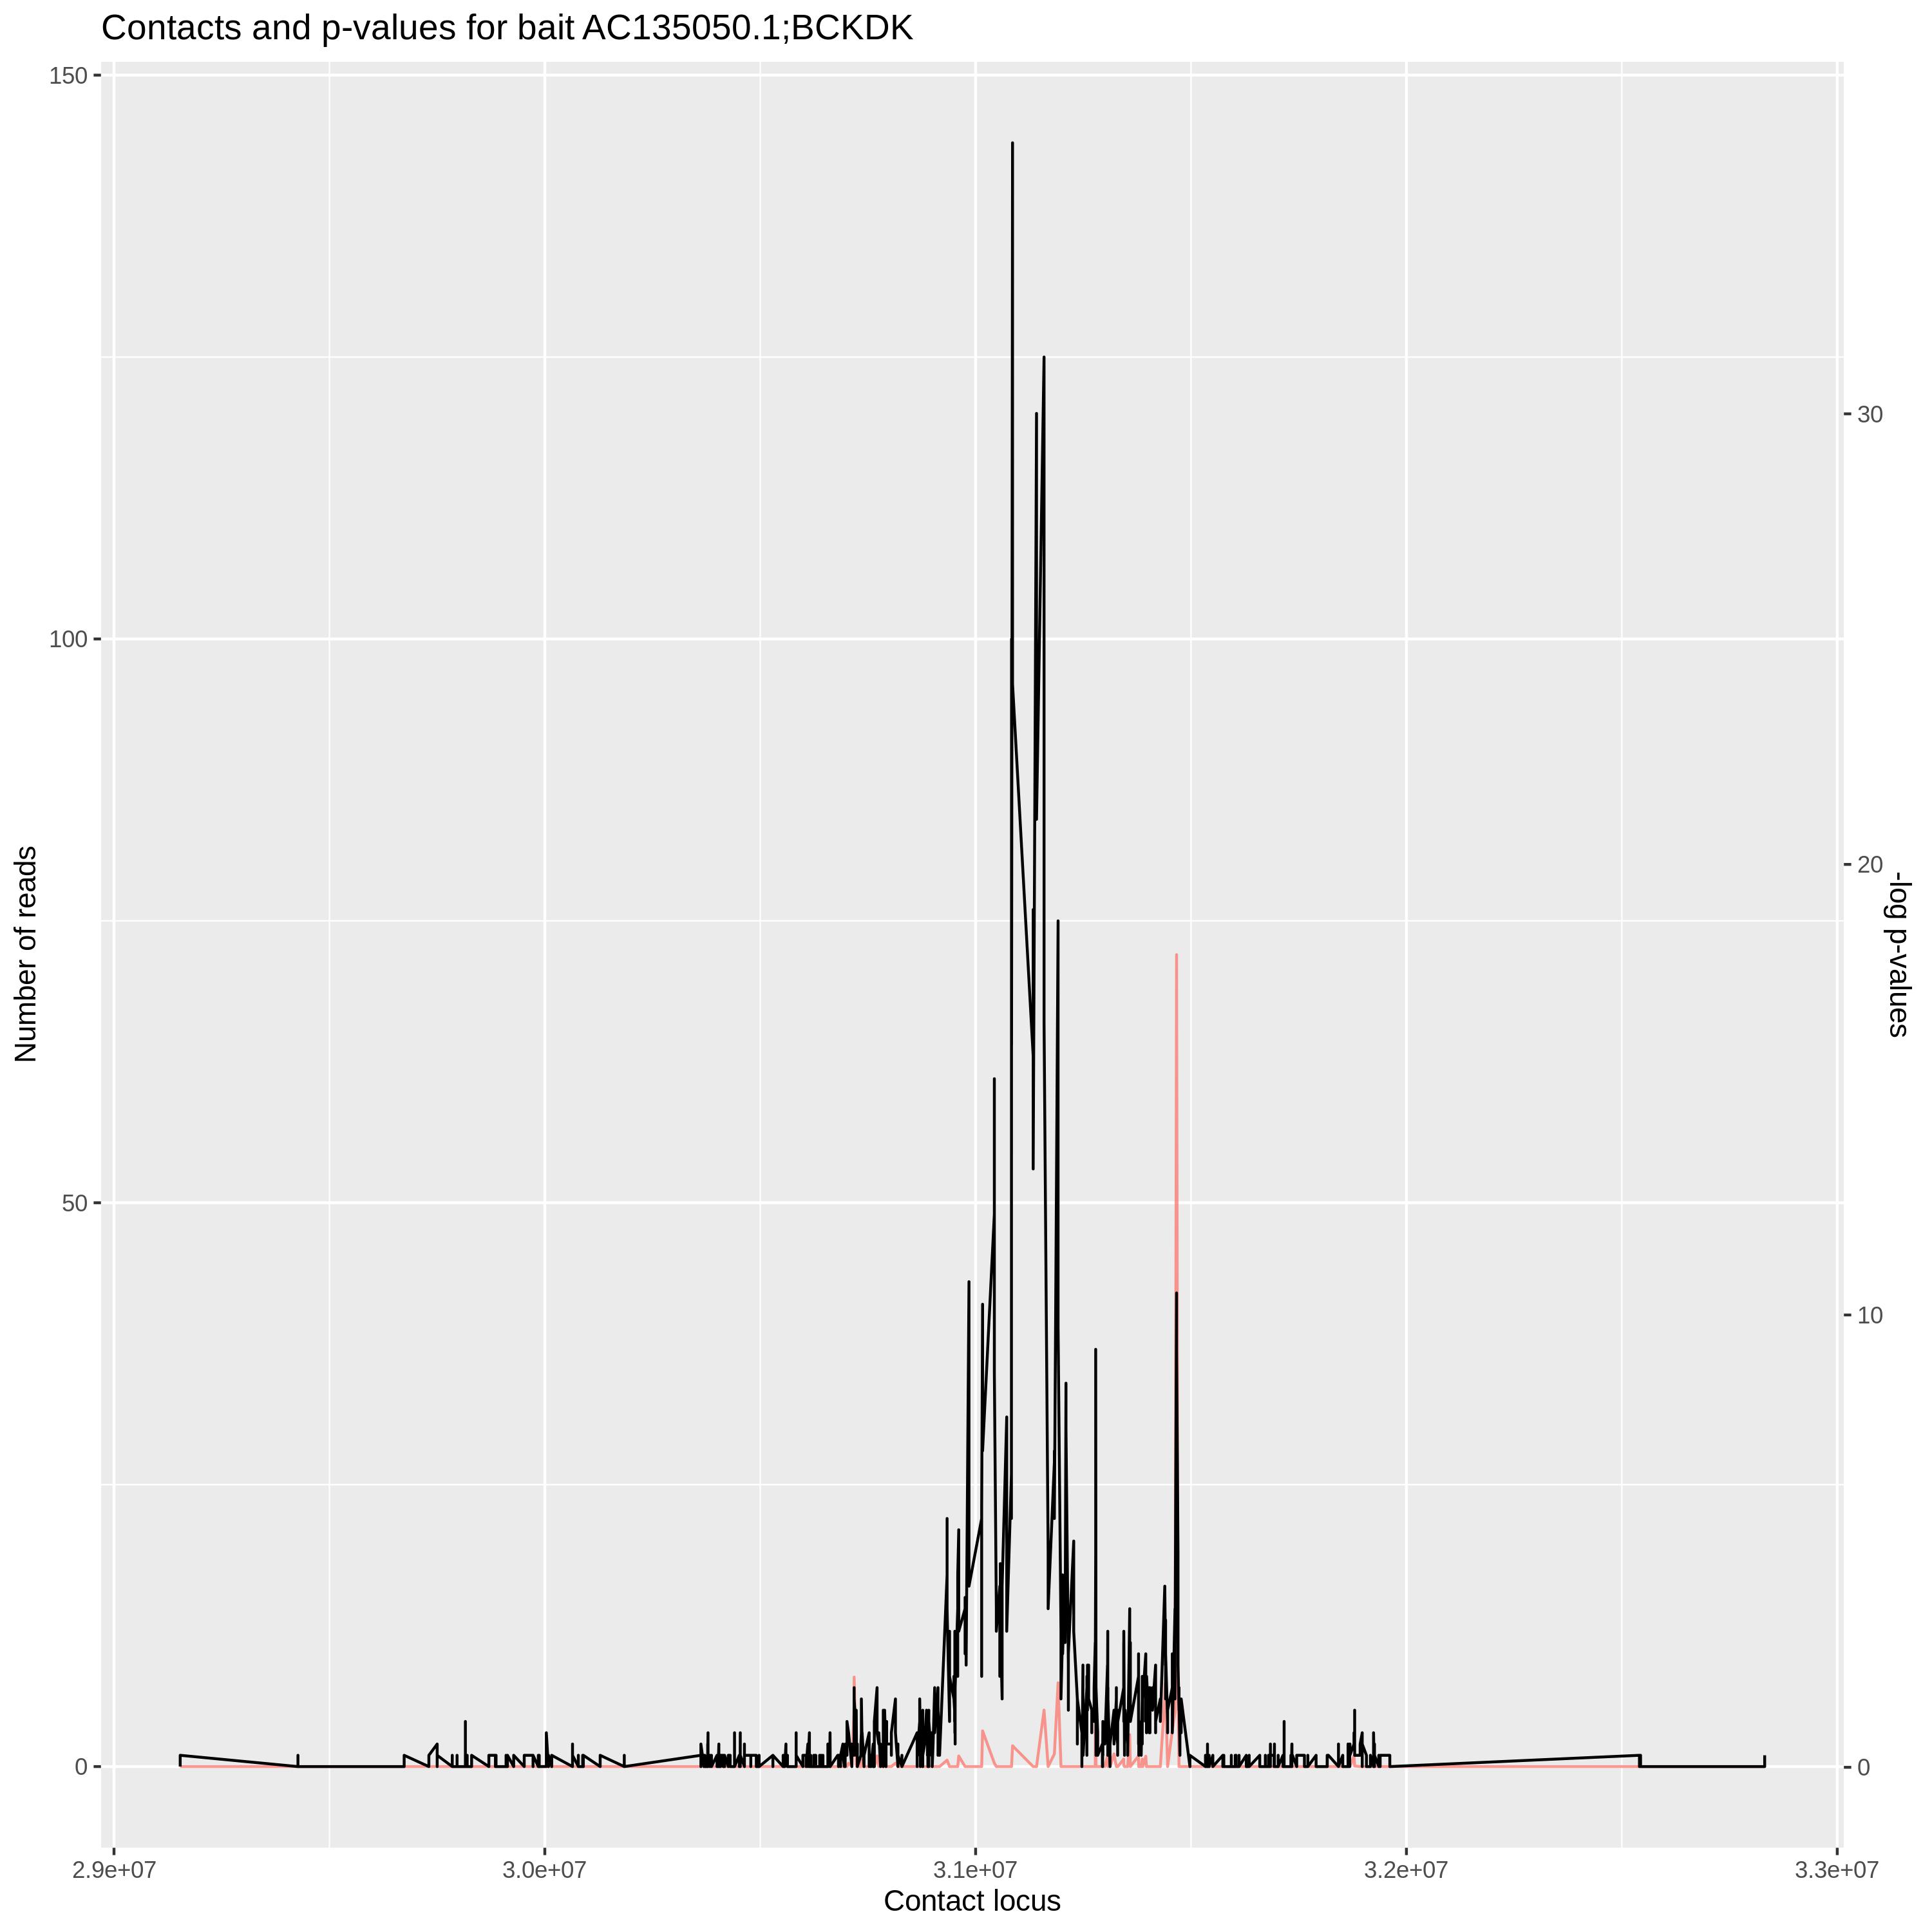 Contacts and p-values for bait AC135050.1;BCKDK
150
100
50
0
Number of reads
30
20
10
0
-log p-values
2.9e+07 3.0e+07 3.1e+07 3.2e+07 3.3e+07
Contact locus